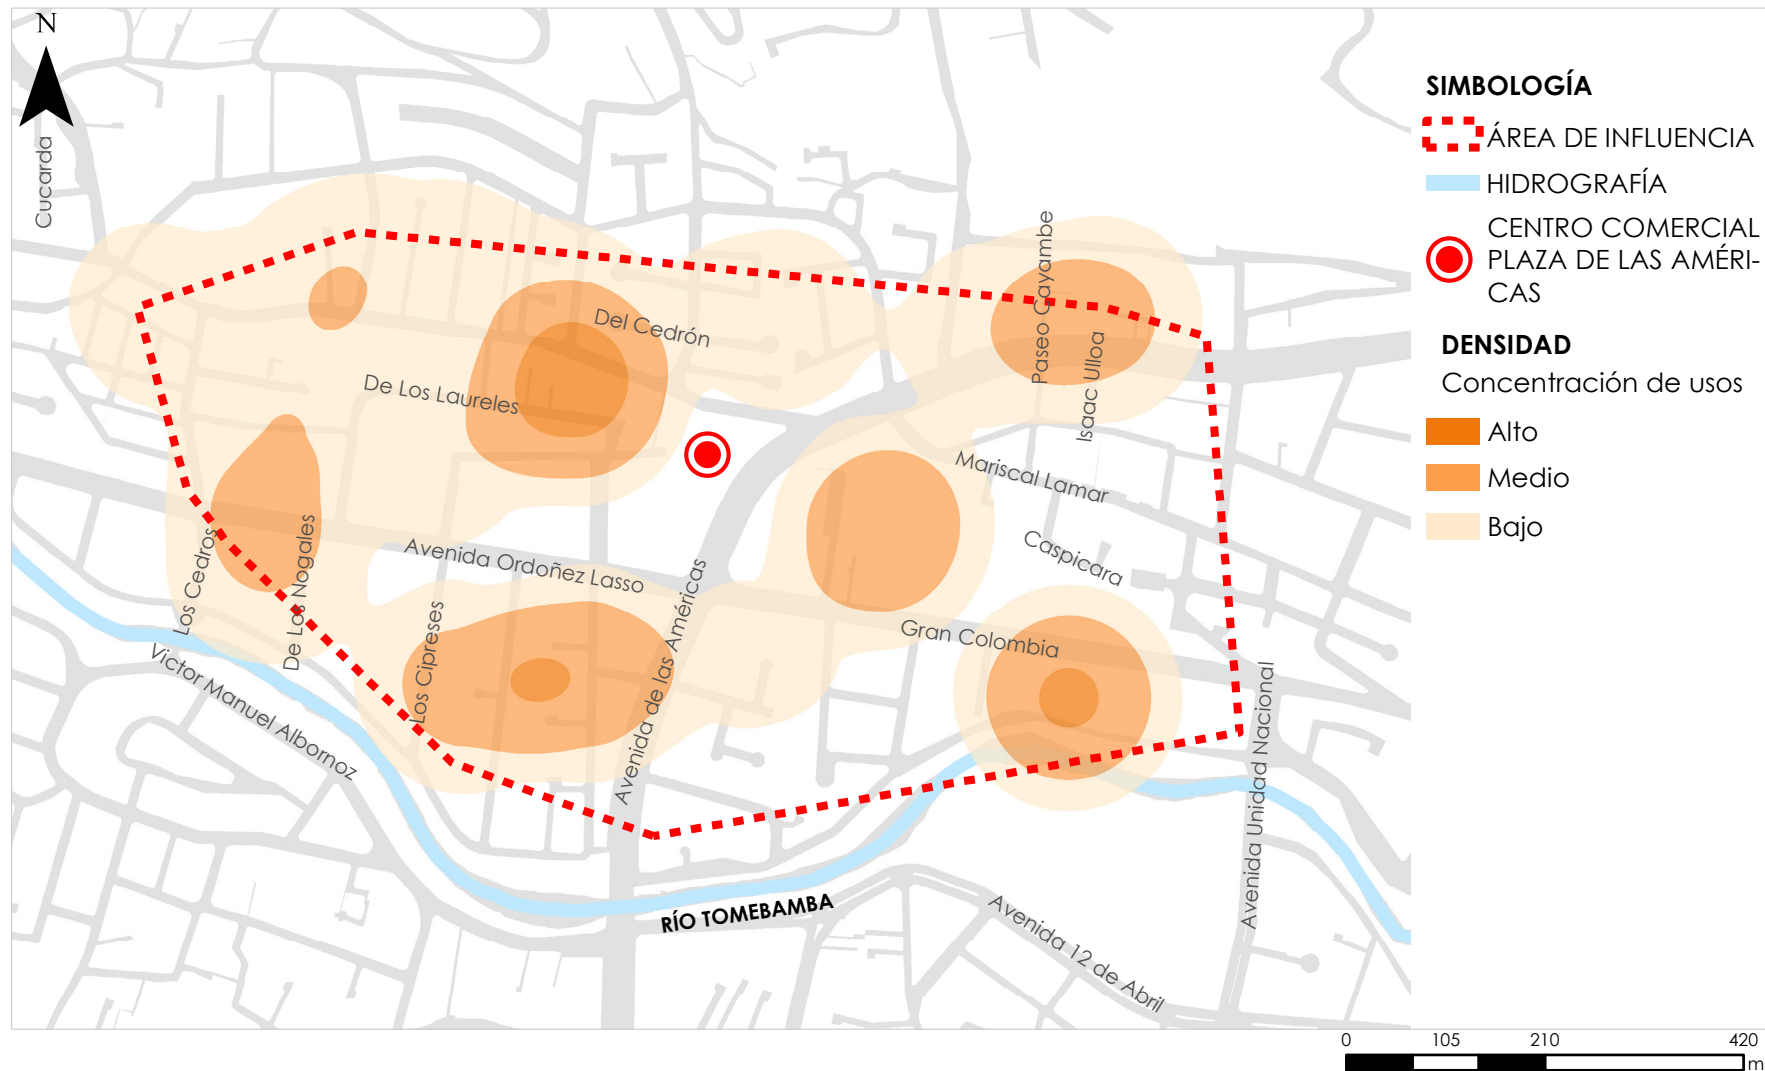 N
Cucarda
Paseo Cayambe
Isaac Ulloa
Del Cedrón
De Los Laureles
Mariscal Lamar
Caspicara
Avenida Ordoñez Lasso
Los Cedros
De Los Nogales
Los Cipreses
Avenida de las Américas
Gran Colombia
Victor Manuel Albornoz
Avenida Unidad Nacional
RÍO TOMEBAMBA
Avenida 12 de Abril
SIMBOLOGÍA
ÁREA DE INFLUENCIA
HIDROGRAFÍA
CENTRO COMERCIAL
PLAZA DE LAS AMÉRI-
CAS
DENSIDAD
Concentración de usos
Alto
Medio
Bajo
0 105 210 420
m